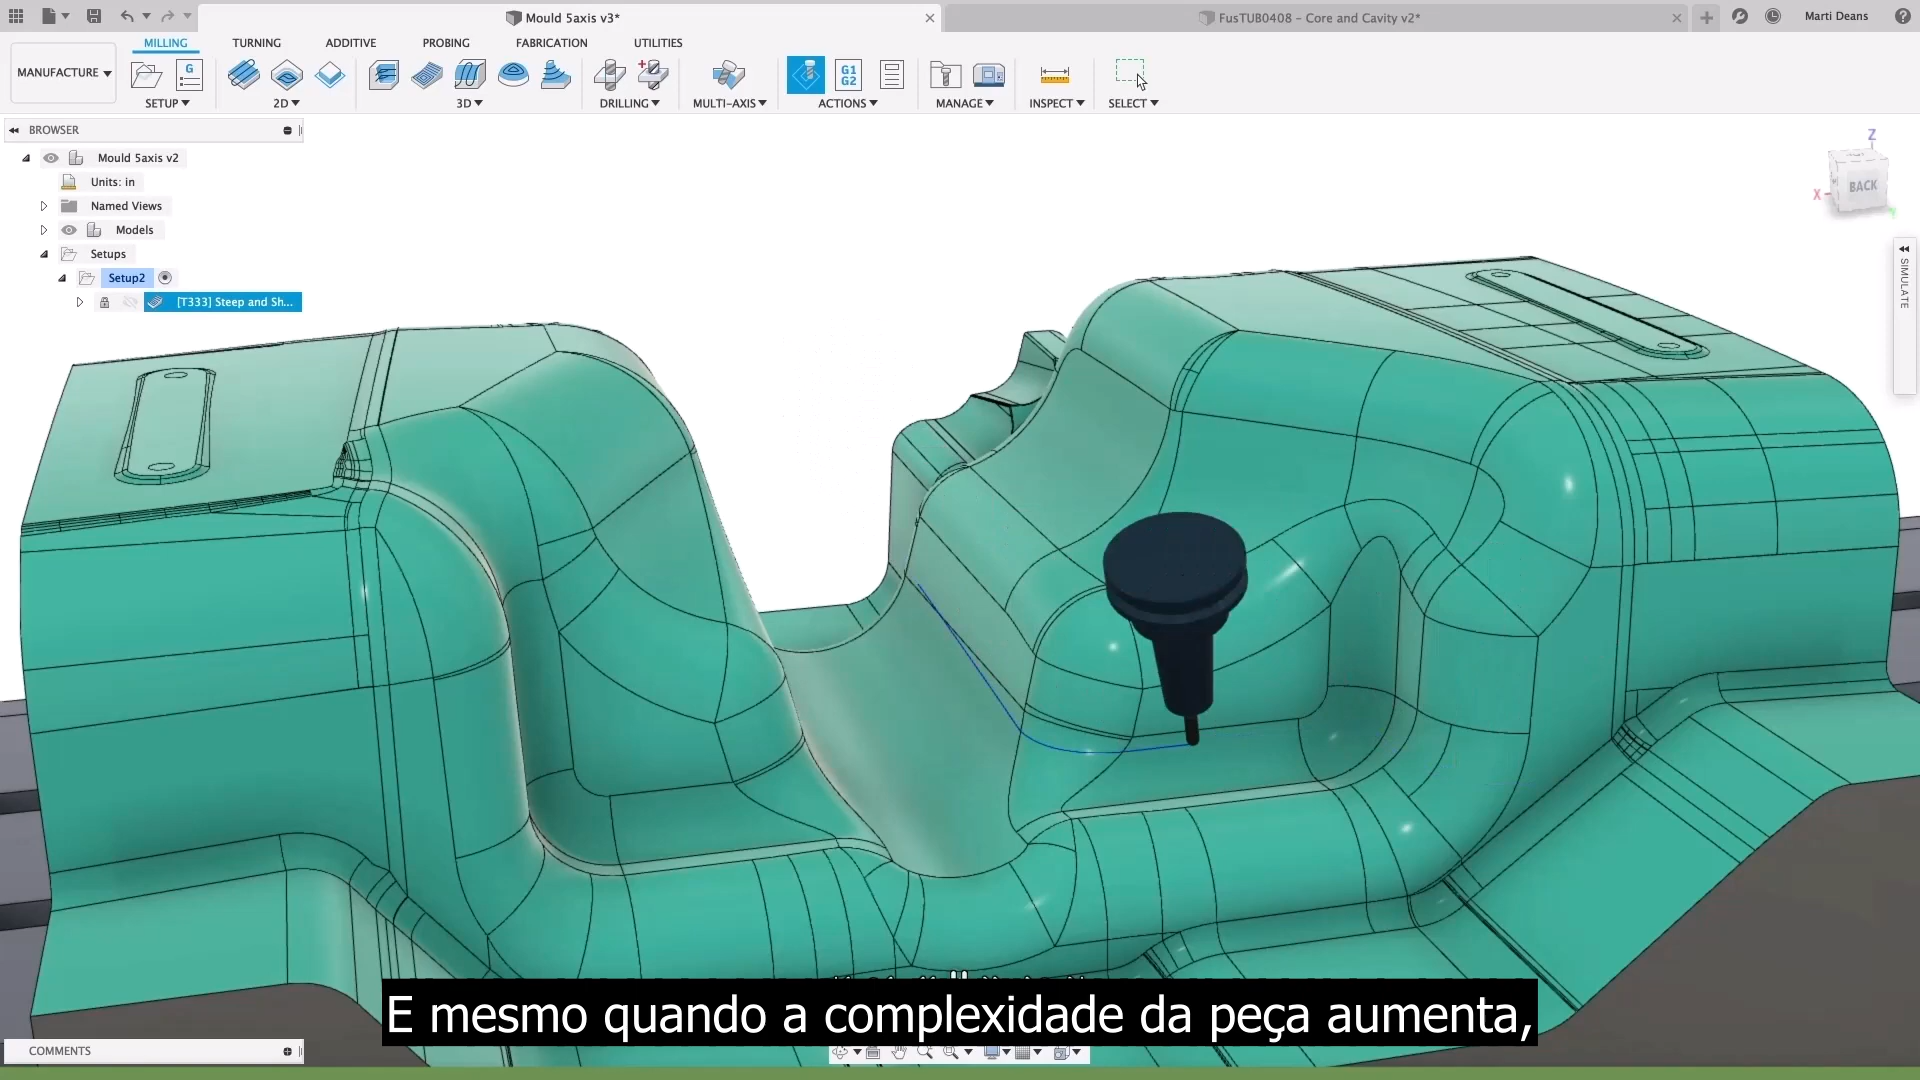 Mould 5axis v3*
FusTUB0408 - Core and Cavity v2*
Marti Deans
MILLING
TURNING
ADDITIVE
PROBING
FABRICATION
UTILITIES
MANUFACTURE
G
G1
G2
SETUP
2D
3D
DRILLING
MULTI-AXIS
ACTIONS
MANAGE
INSPECT
SELECT
BROWSER
Mould 5axis v2
Units: in
Named Views
Models
Setups
Setup2
[T333] Steep and Sh...
Z
X
BACK
Y
SIMULATE
E mesmo quando a complexidade da peça aumenta,
COMMENTS